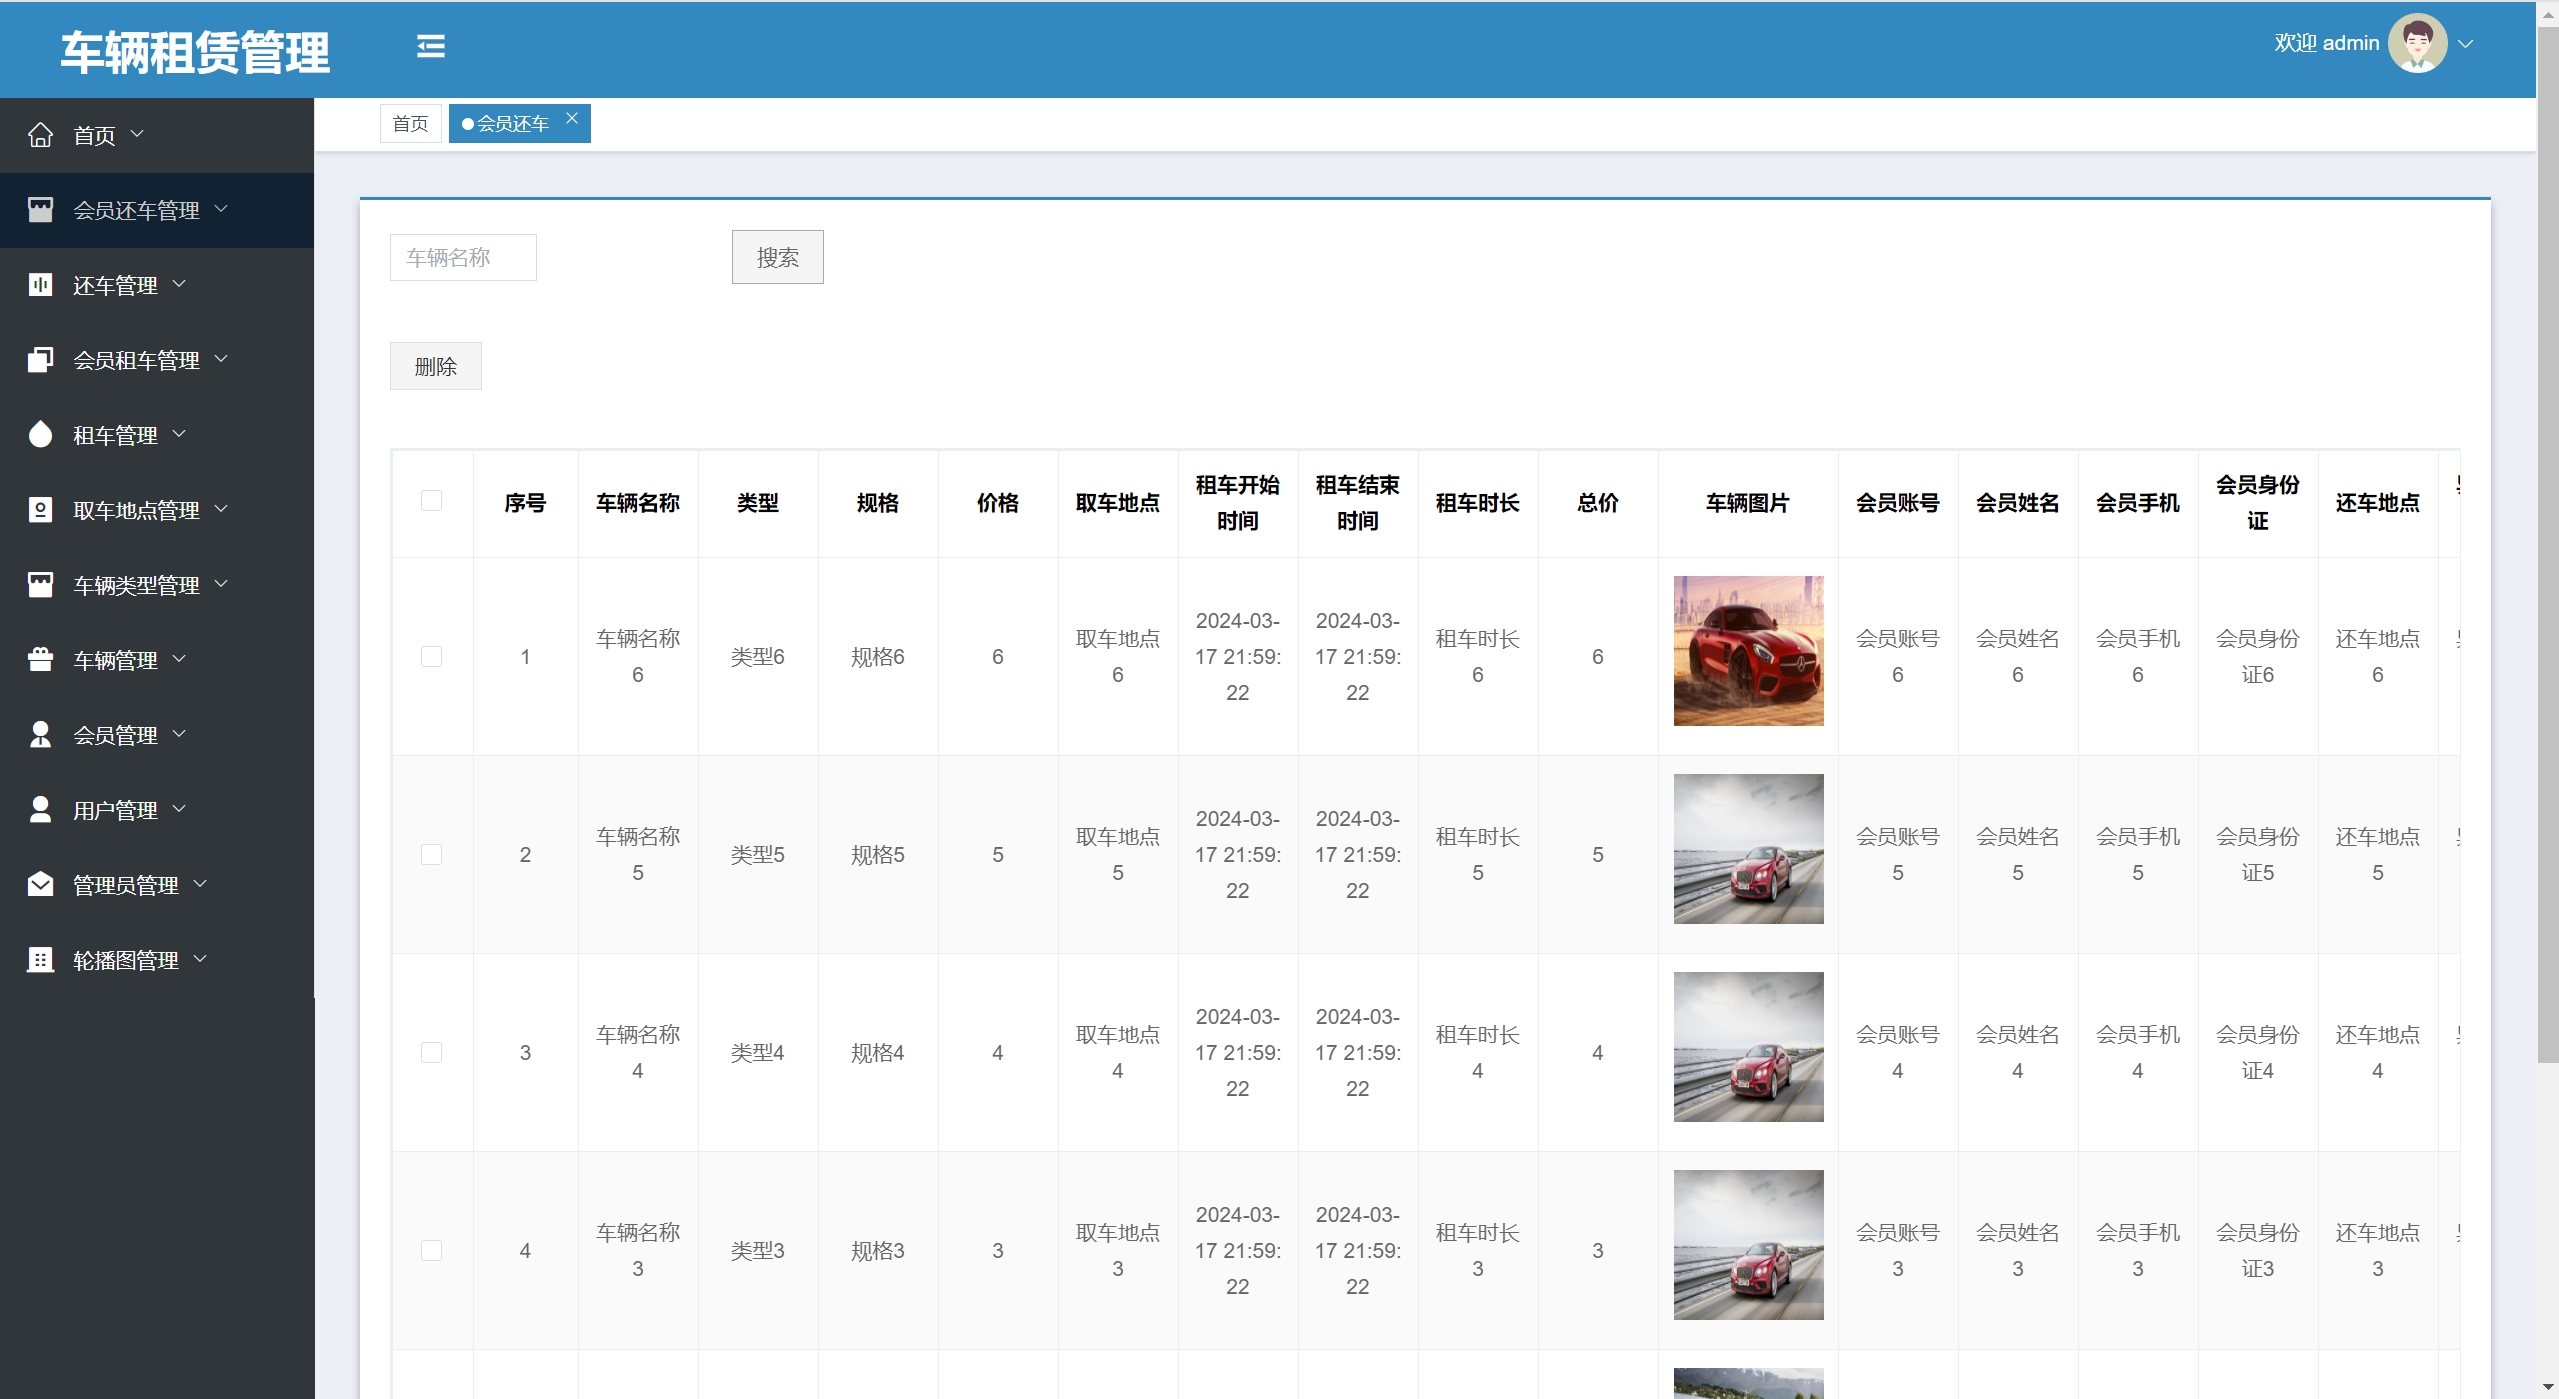 车辆租赁管理
欢迎 admin
首页
会员还车管理
还车管理
会员租车管理
租车管理
取车地点管理
车辆类型管理
车辆管理
会员管理
用户管理
管理员管理
轮播图管理
首页 会员还车
车辆名称 搜索
删除
序号 车辆名称 类型 规格 价格 取车地点 租车开始时间 租车结束时间 租车时长 总价 车辆图片 会员账号 会员姓名 会员手机 会员身份证 还车地点
1 车辆名称6 类型6 规格6 6 取车地点6 2024-03-17 21:59:22 2024-03-17 21:59:22 租车时长6 6 会员账号6 会员姓名6 会员手机6 会员身份证6 还车地点6
2 车辆名称5 类型5 规格5 5 取车地点5 2024-03-17 21:59:22 2024-03-17 21:59:22 租车时长5 5 会员账号5 会员姓名5 会员手机5 会员身份证5 还车地点5
3 车辆名称4 类型4 规格4 4 取车地点4 2024-03-17 21:59:22 2024-03-17 21:59:22 租车时长4 4 会员账号4 会员姓名4 会员手机4 会员身份证4 还车地点4
4 车辆名称3 类型3 规格3 3 取车地点3 2024-03-17 21:59:22 2024-03-17 21:59:22 租车时长3 3 会员账号3 会员姓名3 会员手机3 会员身份证3 还车地点3